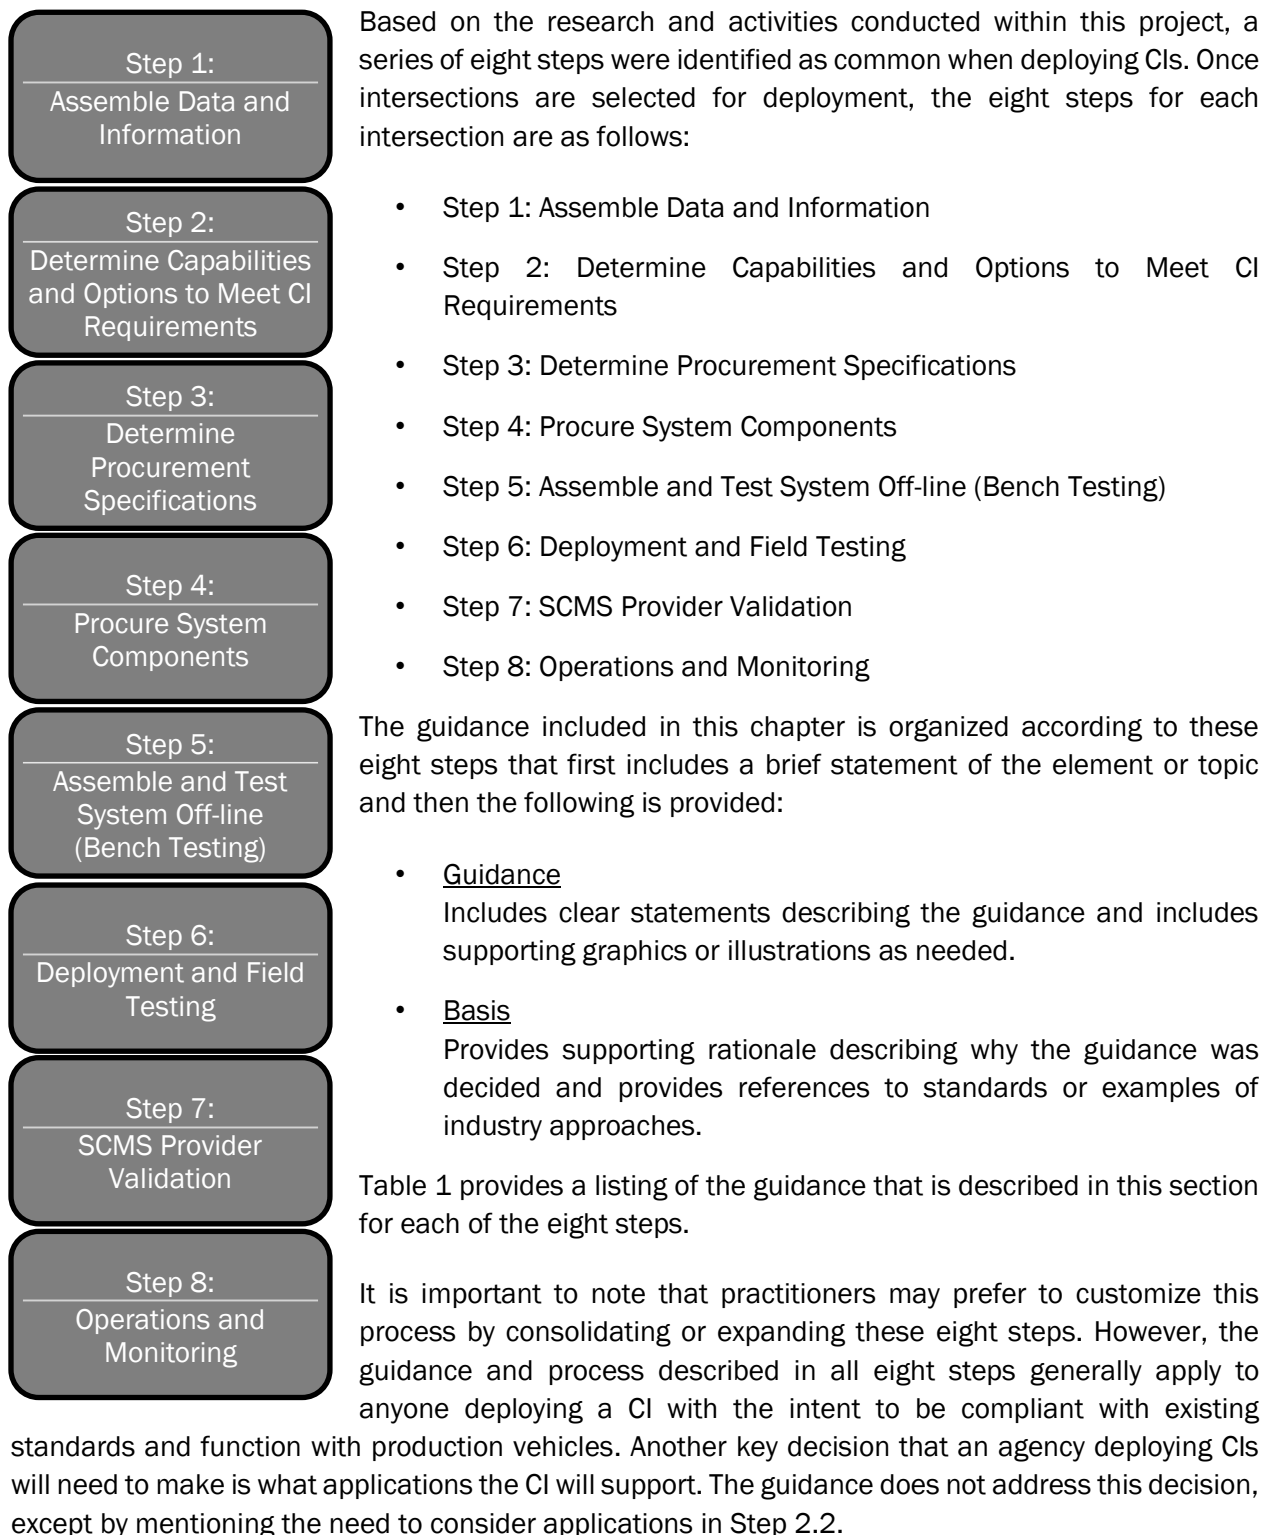 Step 1:
Assemble Data and
Information
Step 2:
Determine Capabilities
and Options to Meet CI
Requirements
Step 3:
Determine
Procurement
Specifications
Step 4:
Procure System
Components
Step 5:
Assemble and Test
System Off-line
(Bench Testing)
Step 6:
Deployment and Field
Testing
Step 7:
SCMS Provider
Validation
Step 8:
Operations and
Monitoring
Based on the research and activities conducted within this project, a
series of eight steps were identified as common when deploying CIs. Once
intersections are selected for deployment, the eight steps for each
intersection are as follows:
• Step 1: Assemble Data and Information
• Step 2: Determine Capabilities and Options to Meet CI
Requirements
• Step 3: Determine Procurement Specifications
• Step 4: Procure System Components
• Step 5: Assemble and Test System Off-line (Bench Testing)
• Step 6: Deployment and Field Testing
• Step 7: SCMS Provider Validation
• Step 8: Operations and Monitoring
The guidance included in this chapter is organized according to these
eight steps that first includes a brief statement of the element or topic
and then the following is provided:
• Guidance
Includes clear statements describing the guidance and includes
supporting graphics or illustrations as needed.
• Basis
Provides supporting rationale describing why the guidance was
decided and provides references to standards or examples of
industry approaches.
Table 1 provides a listing of the guidance that is described in this section
for each of the eight steps.
It is important to note that practitioners may prefer to customize this
process by consolidating or expanding these eight steps. However, the
guidance and process described in all eight steps generally apply to
anyone deploying a CI with the intent to be compliant with existing
standards and function with production vehicles. Another key decision that an agency deploying CIs
will need to make is what applications the CI will support. The guidance does not address this decision,
except by mentioning the need to consider applications in Step 2.2.